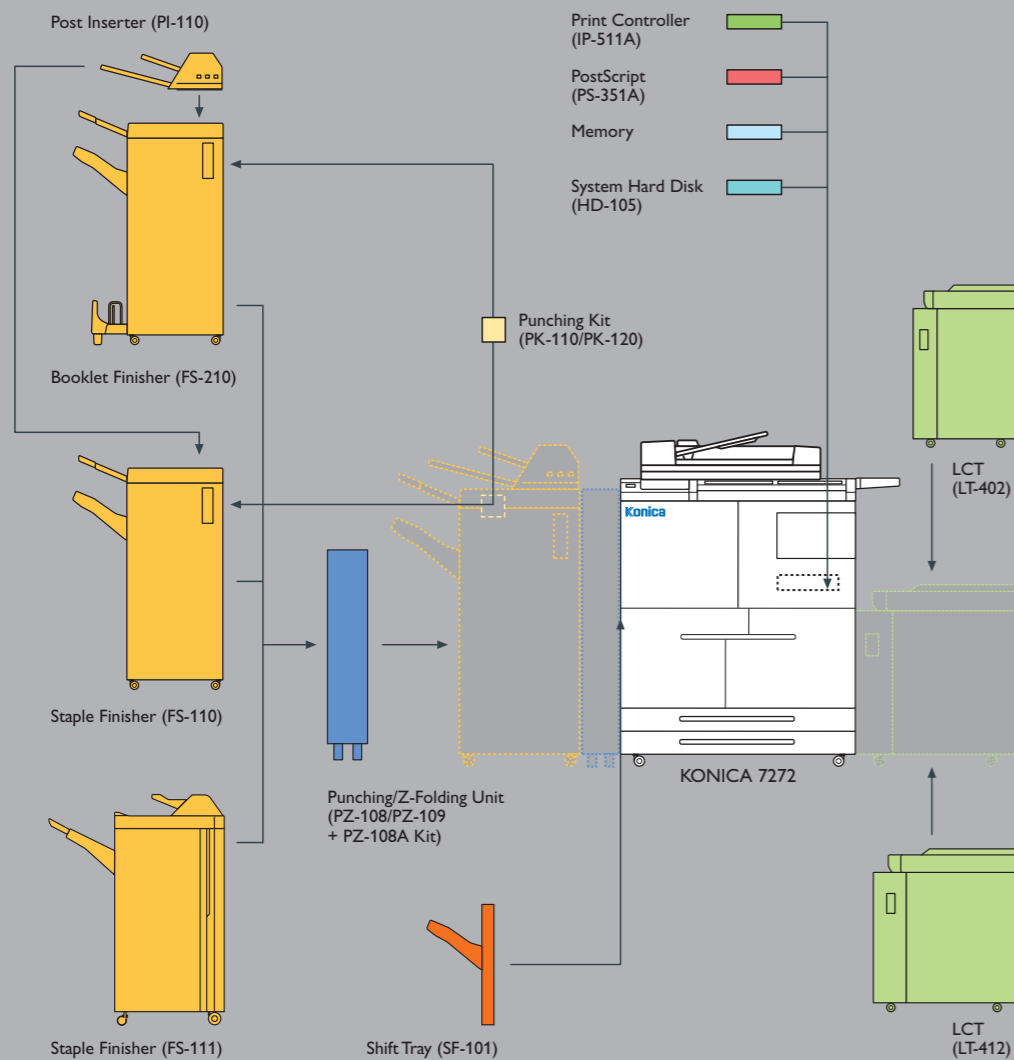 Post Inserter (PI-110)
Print Controller
(IP-511A)
PostScript
(PS-351A)
Memory
System Hard Disk
(HD-105)
Punching Kit
(PK-110/PK-120)
Booklet Finisher (FS-210)
LCT
(LT-402)
Konica
Staple Finisher (FS-110)
KONICA 7272
Punching/Z-Folding Unit
(PZ-108/PZ-109
+ PZ-108A Kit)
Staple Finisher (FS-111)
Shift Tray (SF-101)
LCT
(LT-412)